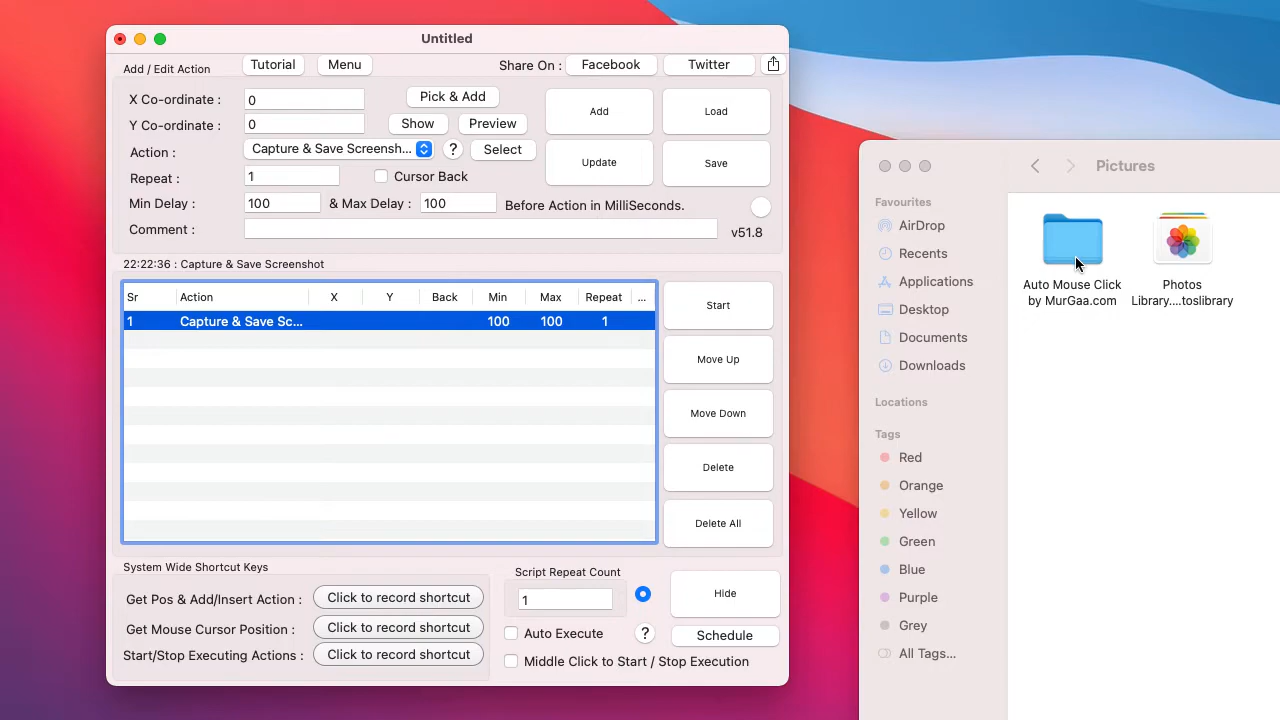 Untitled
Add / Edit Action
Tutorial
Menu
Share On :
Facebook
Twitter
X Co-ordinate :
0
Pick & Add
Y Co-ordinate :
0
Show
Preview
Add
Load
Action :
Capture & Save Screensh...
?
Select
Update
Save
Repeat :
1
Cursor Back
Min Delay :
100
& Max Delay :
100
Before Action in MilliSeconds.
Comment :
v51.8
22:22:36 : Capture & Save Screenshot
Sr Action X Y Back Min Max Repeat ...
1 Capture & Save Sc... 100 100 1
Start
Move Up
Move Down
Delete
Delete All
System Wide Shortcut Keys
Get Pos & Add/Insert Action :
Click to record shortcut
Get Mouse Cursor Position :
Click to record shortcut
Start/Stop Executing Actions :
Click to record shortcut
Script Repeat Count
1
Hide
Auto Execute
?
Schedule
Middle Click to Start / Stop Execution
Pictures
Favourites
AirDrop
Recents
Applications
Desktop
Documents
Downloads
Locations
Tags
Red
Orange
Yellow
Green
Blue
Purple
Grey
All Tags...
Auto Mouse Click
by MurGaa.com
Photos
Library....toslibrary